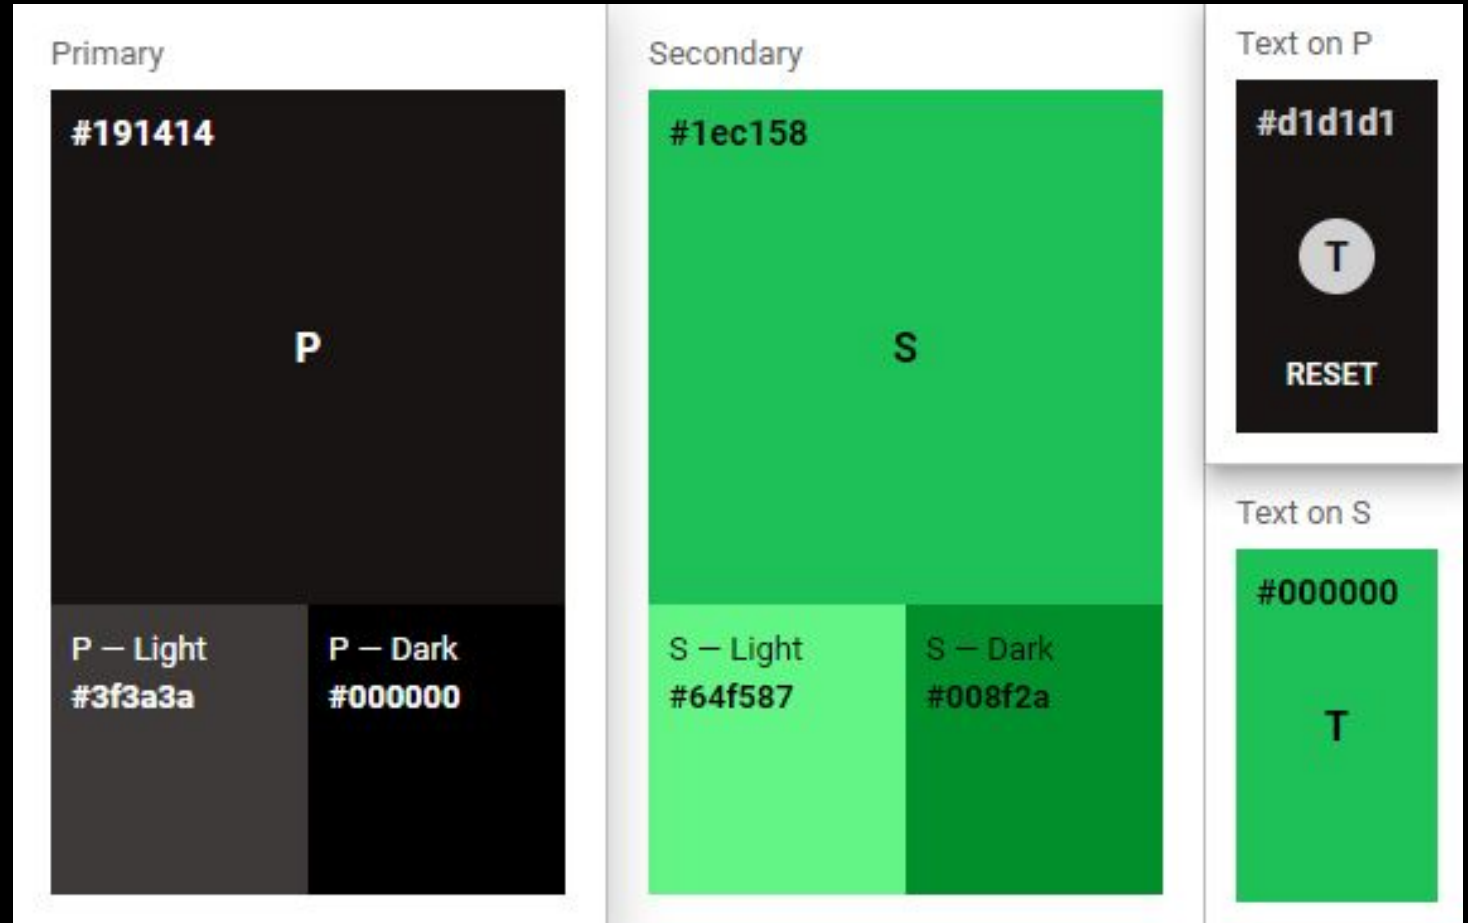 Primary
#191414
P
P — Light
#3f3a3a
P — Dark
#000000
Secondary
#1ec158
S
S — Light
#64f587
S — Dark
#008f2a
Text on P
#d1d1d1
T
RESET
Text on S
#000000
T